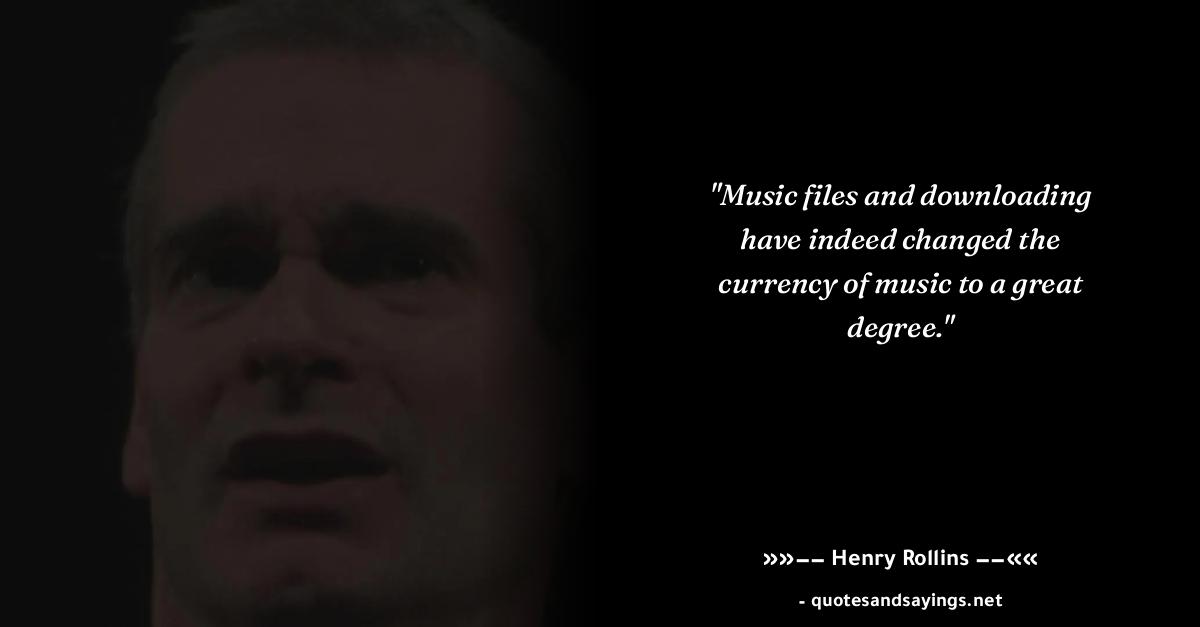 "Music files and downloading
have indeed changed the
currency of music to a great
degree."
»»−− Henry Rollins −−««
- quotesandsayings.net